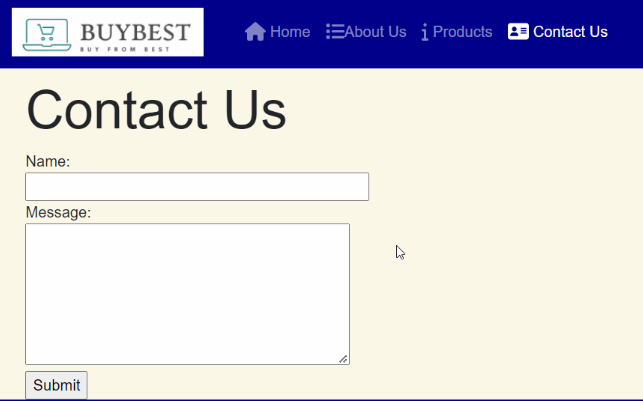 BUYBEST
BUY FROM BEST
Home About Us Products Contact Us
Contact Us
Name:
Message:
Submit